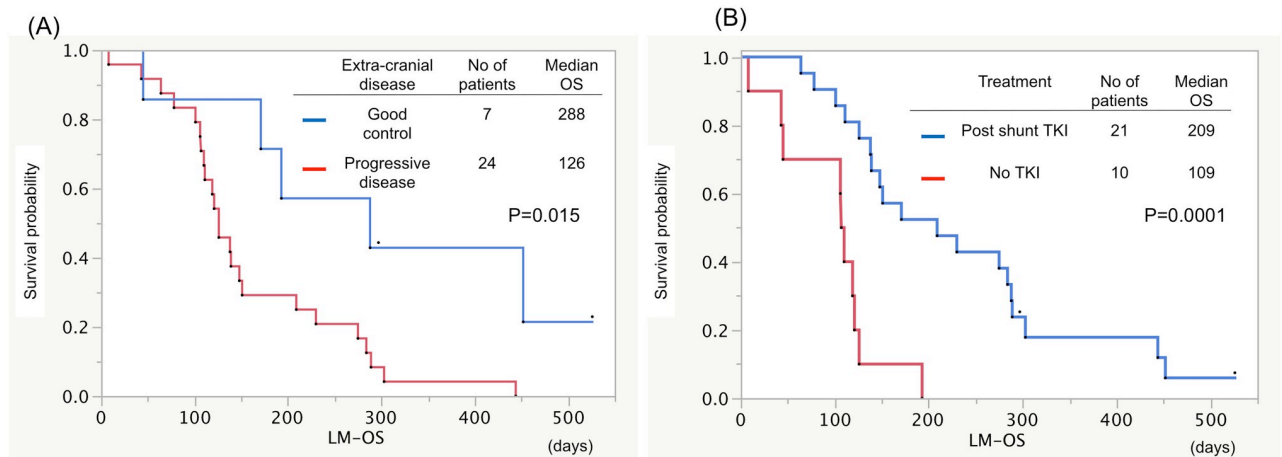 (A)
1.0
0.8
0.6
0.4
0.2
0.0
Survival probability
Extra-cranial
disease
No of
patients
Median
OS
Good
control
7
288
Progressive
disease
24
126
P=0.015
0
100
200
300
400
500
LM-OS
(days)
(B)
1.0
0.8
0.6
0.4
0.2
0.0
Survival probability
Treatment
No of
patients
Median
OS
Post shunt TKI
21
209
No TKI
10
109
P=0.0001
0
100
200
300
400
500
LM-OS
(days)